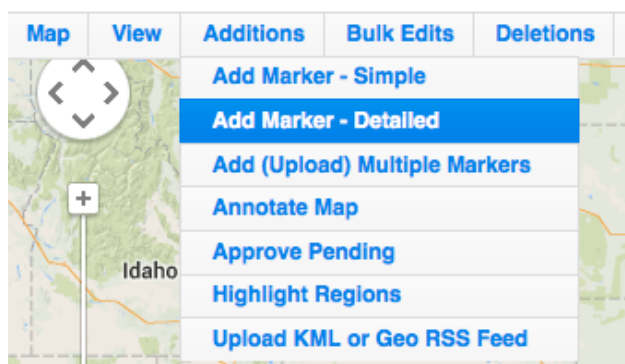 Map View Additions Bulk Edits Deletions
Add Marker - Simple
Add Marker - Detailed
Add (Upload) Multiple Markers
Annotate Map
Approve Pending
Idaho
Highlight Regions
Upload KML or Geo RSS Feed